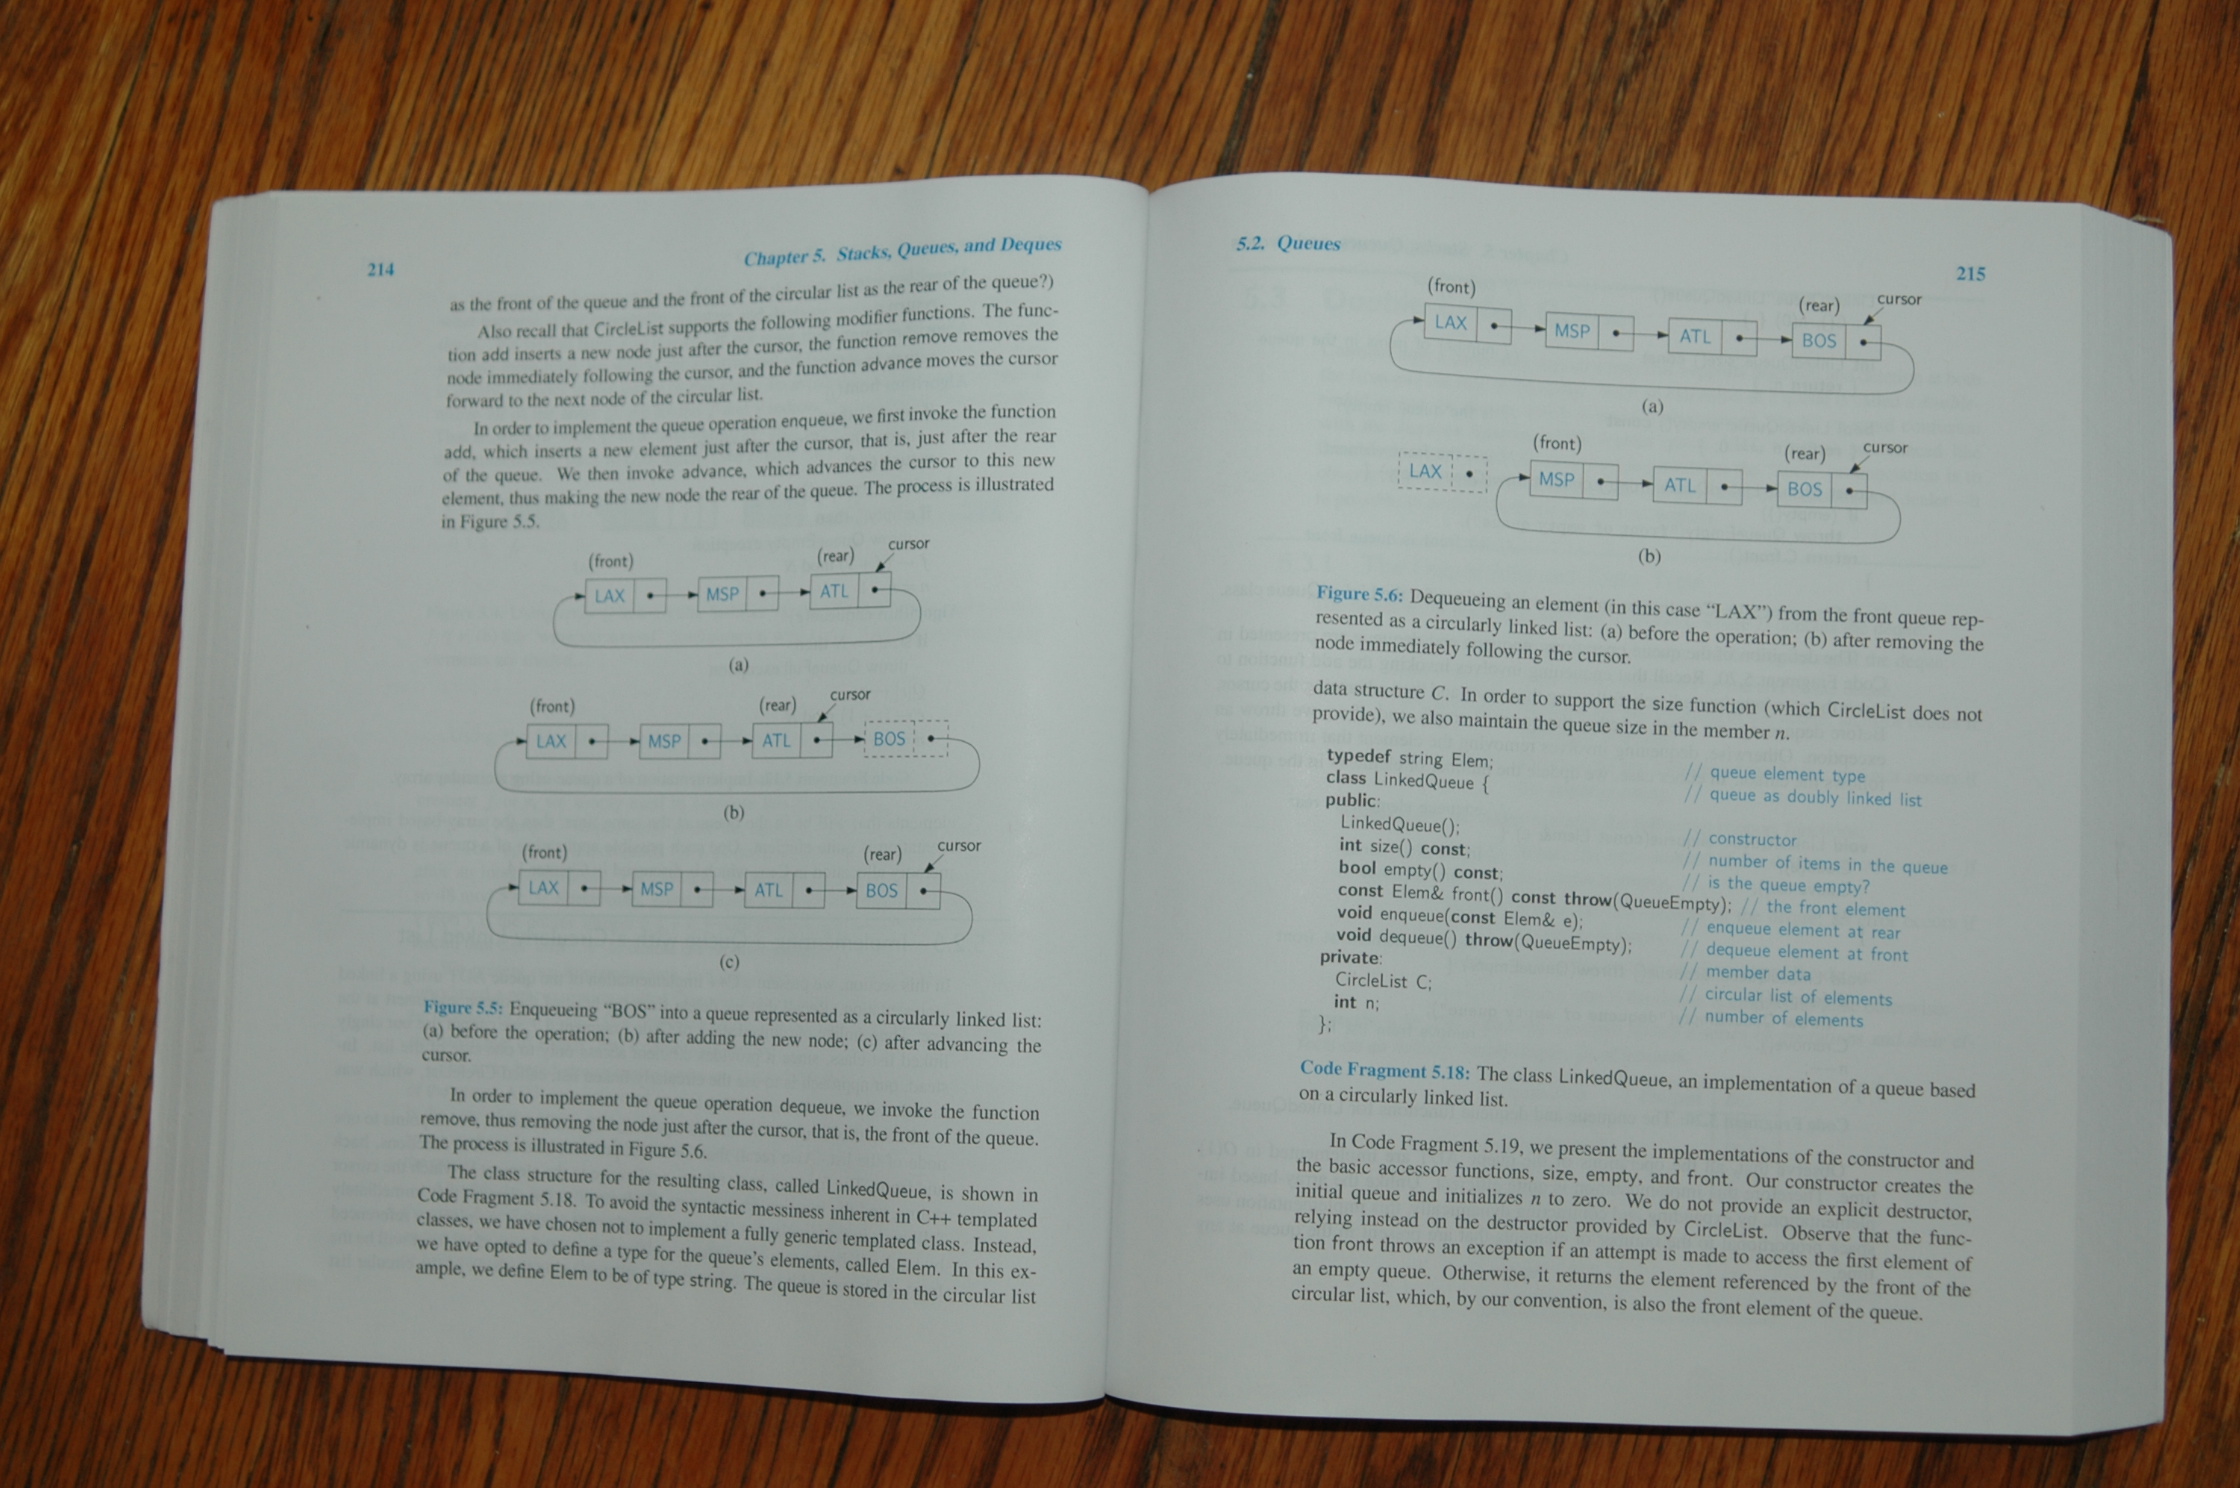 214
Chapter 5. Stacks, Queues, and Deques
as the front of the queue and the front of the circular list as the rear of the queue?)
Also recall that CircleList supports the following modifier functions. The func-
tion add inserts a new node just after the cursor, the function remove removes the
node immediately following the cursor, and the function advance moves the cursor
forward to the next node of the circular list.
In order to implement the queue operation enqueue, we first invoke the function
add, which inserts a new element just after the cursor, that is, just after the rear
of the queue. We then invoke advance, which advances the cursor to this new
element, thus making the new node the rear of the queue. The process is illustrated
in Figure 5.5.
cursor
(front) (rear)
LAX MSP ATL
(a)
cursor
(front) (rear)
LAX MSP ATL BOS
(b)
cursor
(front) (rear)
LAX MSP ATL BOS
(c)
Figure 5.5: Enqueueing “BOS” into a queue represented as a circularly linked list:
(a) before the operation; (b) after adding the new node; (c) after advancing the
cursor.
In order to implement the queue operation dequeue, we invoke the function
remove, thus removing the node just after the cursor, that is, the front of the queue.
The process is illustrated in Figure 5.6.
The class structure for the resulting class, called LinkedQueue, is shown in
Code Fragment 5.18. To avoid the syntactic messiness inherent in C++ templated
classes, we have chosen not to implement a fully generic templated class. Instead,
we have opted to define a type for the queue’s elements, called Elem. In this ex-
ample, we define Elem to be of type string. The queue is stored in the circular list
5.2. Queues
215
cursor
(front) (rear)
LAX MSP ATL BOS
(a)
cursor
(front) (rear)
LAX MSP ATL BOS
(b)
Figure 5.6: Dequeueing an element (in this case “LAX”) from the front queue rep-
resented as a circularly linked list: (a) before the operation; (b) after removing the
node immediately following the cursor.
data structure C. In order to support the size function (which CircleList does not
provide), we also maintain the queue size in the member n.
typedef string Elem; // queue element type
class LinkedQueue { // queue as doubly linked list
public:
LinkedQueue(); // constructor
int size() const; // number of items in the queue
bool empty() const; // is the queue empty?
const Elem& front() const throw(QueueEmpty); // the front element
void enqueue(const Elem& e); // enqueue element at rear
void dequeue() throw(QueueEmpty); // dequeue element at front
private: // member data
CircleList C; // circular list of elements
int n; // number of elements
};
Code Fragment 5.18: The class LinkedQueue, an implementation of a queue based
on a circularly linked list.
In Code Fragment 5.19, we present the implementations of the constructor and
the basic accessor functions, size, empty, and front. Our constructor creates the
initial queue and initializes n to zero. We do not provide an explicit destructor,
relying instead on the destructor provided by CircleList. Observe that the func-
tion front throws an exception if an attempt is made to access the first element of
an empty queue. Otherwise, it returns the element referenced by the front of the
circular list, which, by our convention, is also the front element of the queue.